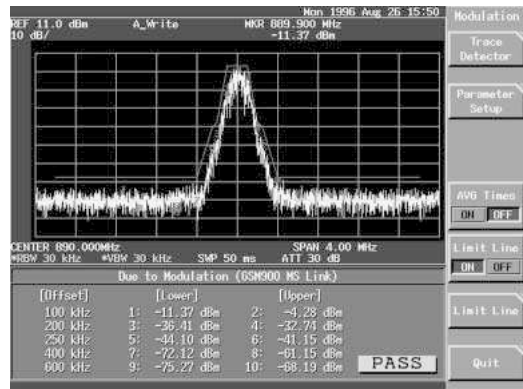 Mon 1996 Aug 26 15:50
REF 11.0 dBm A_Write MKR 889.900 MHz
10 dB/ -11.37 dBm
CENTER 890.000MHz SPAN 4.00 MHz
*RBW 30 kHz *VBW 30 kHz SWP 50 ms ATT 30 dB
Due to Modulation (GSM900 MS Link)
[Offset] [Lower] [Upper]
100 kHz 1: -11.37 dBm 2: -4.28 dBm
200 kHz 3: -36.41 dBm 4: -32.74 dBm
250 kHz 5: -44.10 dBm 6: -41.15 dBm
400 kHz 7: -72.12 dBm 8: -61.15 dBm
600 kHz 9: -75.27 dBm 10: -68.19 dBm
PASS
Modulation
Trace
Detector
Parameter
Setup
AVG Times
ON OFF
Limit Line
ON OFF
Limit Line
Quit